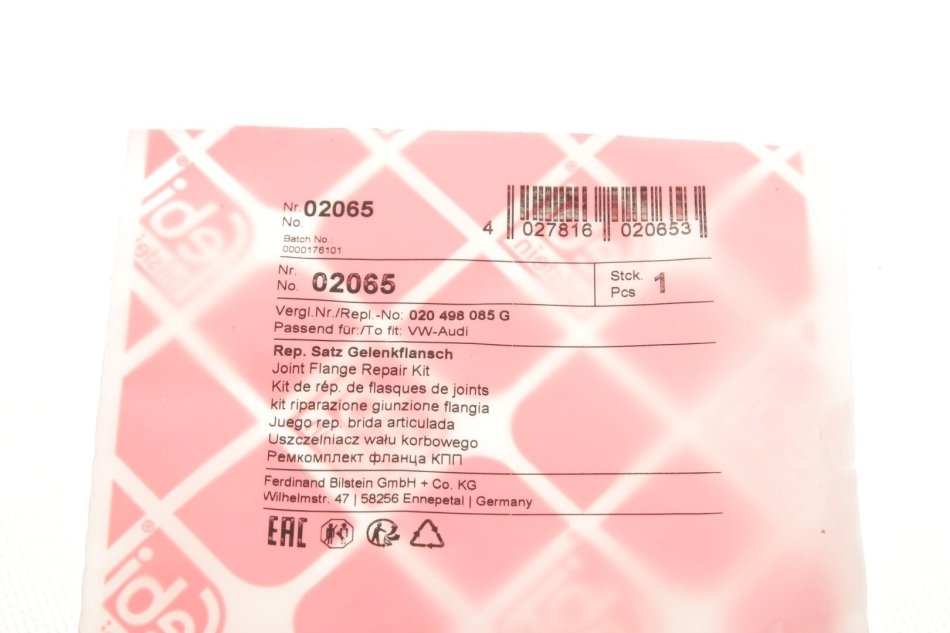 Nr. 02065
No.
Batch No.:
0000176101
4 027816 020653
Nr.
No. 02065
Stck.
Pcs 1
Vergl.Nr./Repl.-No: 020 498 085 G
Passend für:/To fit: VW-Audi
Rep. Satz Gelenkflansch
Joint Flange Repair Kit
Kit de rép. de flasques de joints
kit riparazione giunzione flangia
Juego rep. brida articulada
Uszczelniacz wału korbowego
Ремкомплект фланца КПП
Ferdinand Bilstein GmbH + Co. KG
Wilhelmstr. 47 | 58256 Ennepetal | Germany
EAC